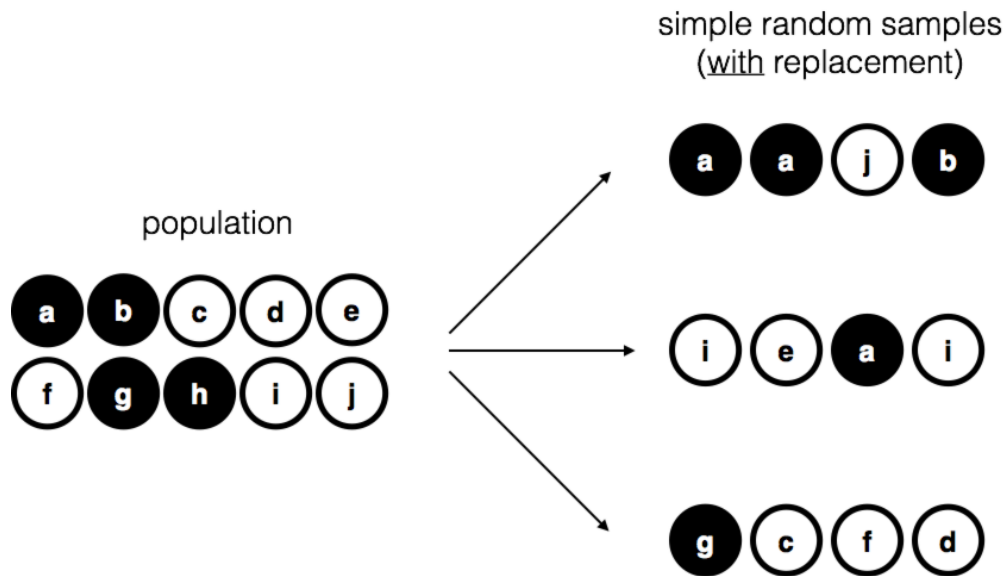 simple random samples
(with replacement)
a a j b
population
a b c d e
f g h i j
i e a i
g c f d